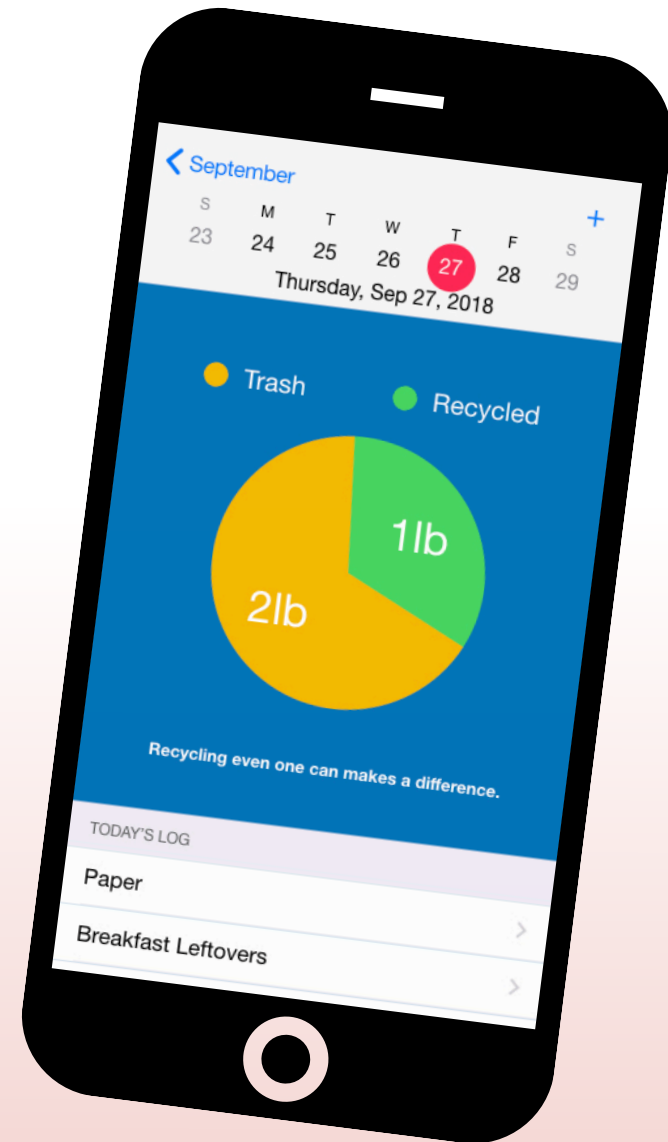 September
+
S M T W T F S
23 24 25 26 27 28 29
Thursday, Sep 27, 2018
Trash Recycled
1lb
2lb
Recycling even one can makes a difference.
TODAY'S LOG
Paper
Breakfast Leftovers